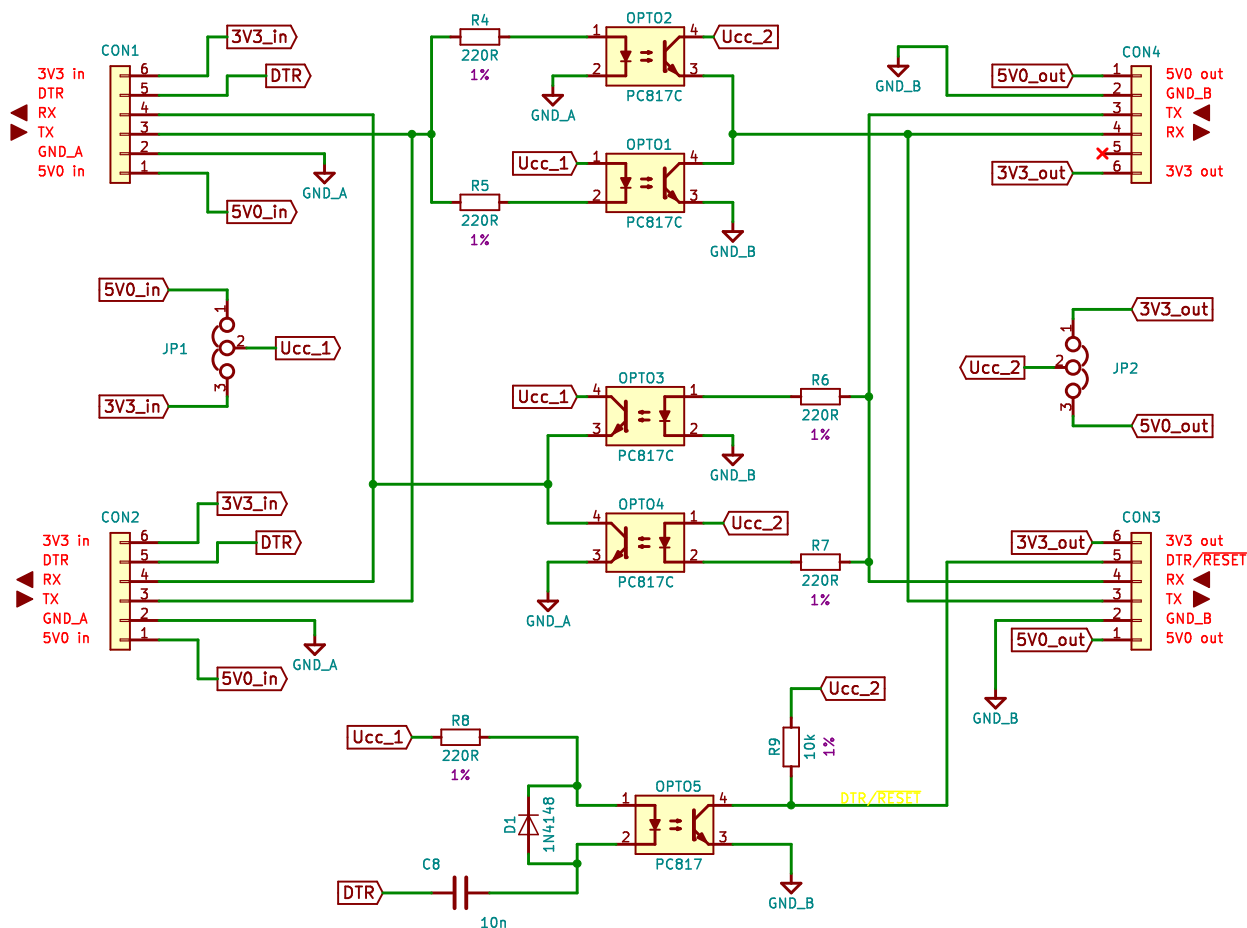 CON1
3V3 in
DTR
RX
TX
GND_A
5V0 in
6
5
4
3
2
1
3V3_in
DTR
GND_A
5V0_in
R4
220R
1%
OPTO2
1
2
4
3
PC817C
Ucc_2
GND_A
OPTO1
Ucc_1
1
2
4
3
PC817C
R5
220R
1%
GND_B
GND_B
CON4
5V0_out
3V3_out
1
2
3
4
5
6
5V0 out
GND_B
TX
RX
3V3 out
5V0_in
1
2
3
JP1
Ucc_1
3V3_in
OPTO3
Ucc_1
4
3
1
2
PC817C
R6
220R
1%
GND_B
3V3_out
1
2
3
JP2
Ucc_2
5V0_out
OPTO4
4
3
1
2
PC817C
Ucc_2
R7
220R
1%
GND_A
CON2
3V3 in
DTR
RX
TX
GND_A
5V0 in
6
5
4
3
2
1
3V3_in
DTR
GND_A
5V0_in
CON3
3V3_out
5V0_out
6
5
4
3
2
1
3V3 out
DTR/RESET
RX
TX
GND_B
5V0 out
GND_B
Ucc_1
R8
220R
1%
D1
1N4148
C8
10n
DTR
OPTO5
1
2
4
3
PC817
Ucc_2
R9
10k
1%
DTR/RESET
GND_B